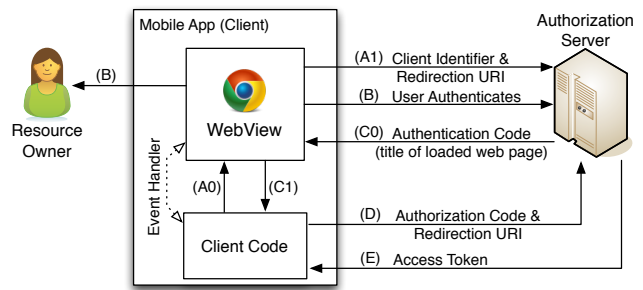 Mobile App (Client)
Authorization
Server
(A1) Client Identifier &
Redirection URI
(B)
(B) User Authenticates
WebView
Resource
Owner
(C0) Authentication Code
(title of loaded web page)
Event Handler
(A0)
(C1)
(D) Authorization Code &
Redirection URI
Client Code
(E) Access Token